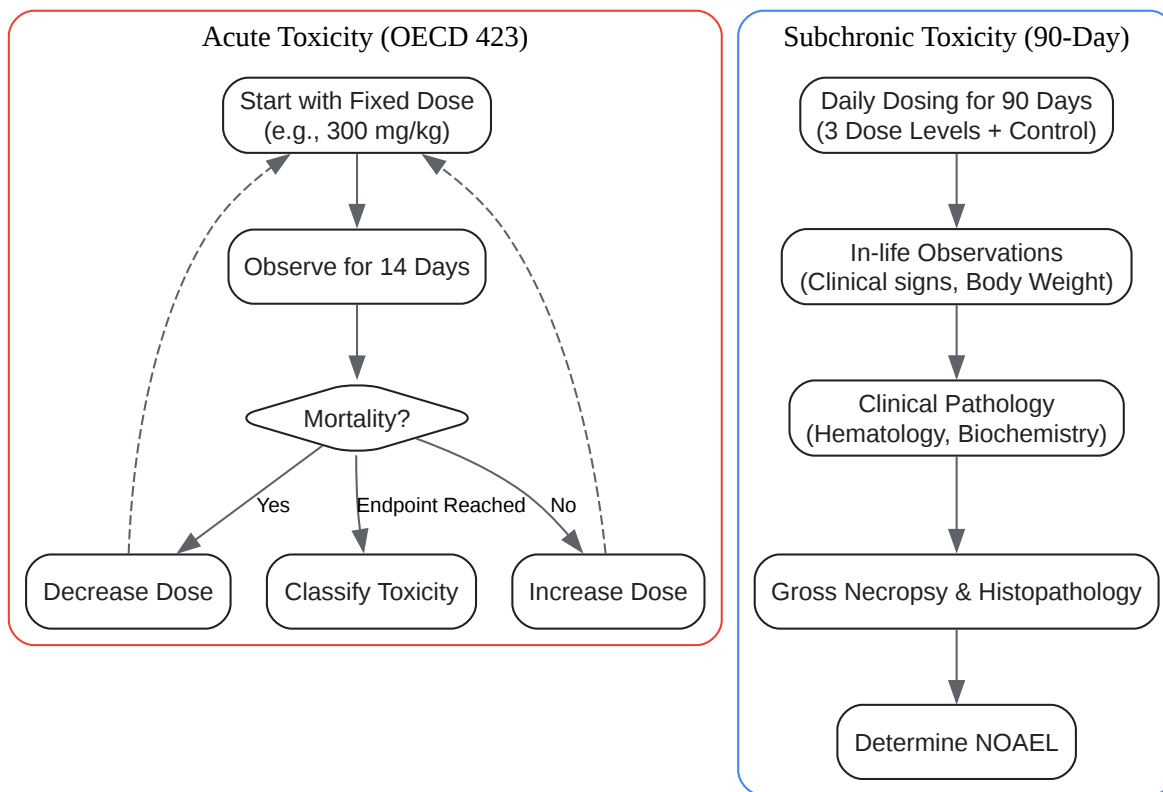 Acute Toxicity (OECD 423)
Start with Fixed Dose
(e.g., 300 mg/kg)
Observe for 14 Days
Mortality?
Yes
Endpoint Reached
No
Decrease Dose
Classify Toxicity
Increase Dose
Subchronic Toxicity (90-Day)
Daily Dosing for 90 Days
(3 Dose Levels + Control)
In-life Observations
(Clinical signs, Body Weight)
Clinical Pathology
(Hematology, Biochemistry)
Gross Necropsy & Histopathology
Determine NOAEL